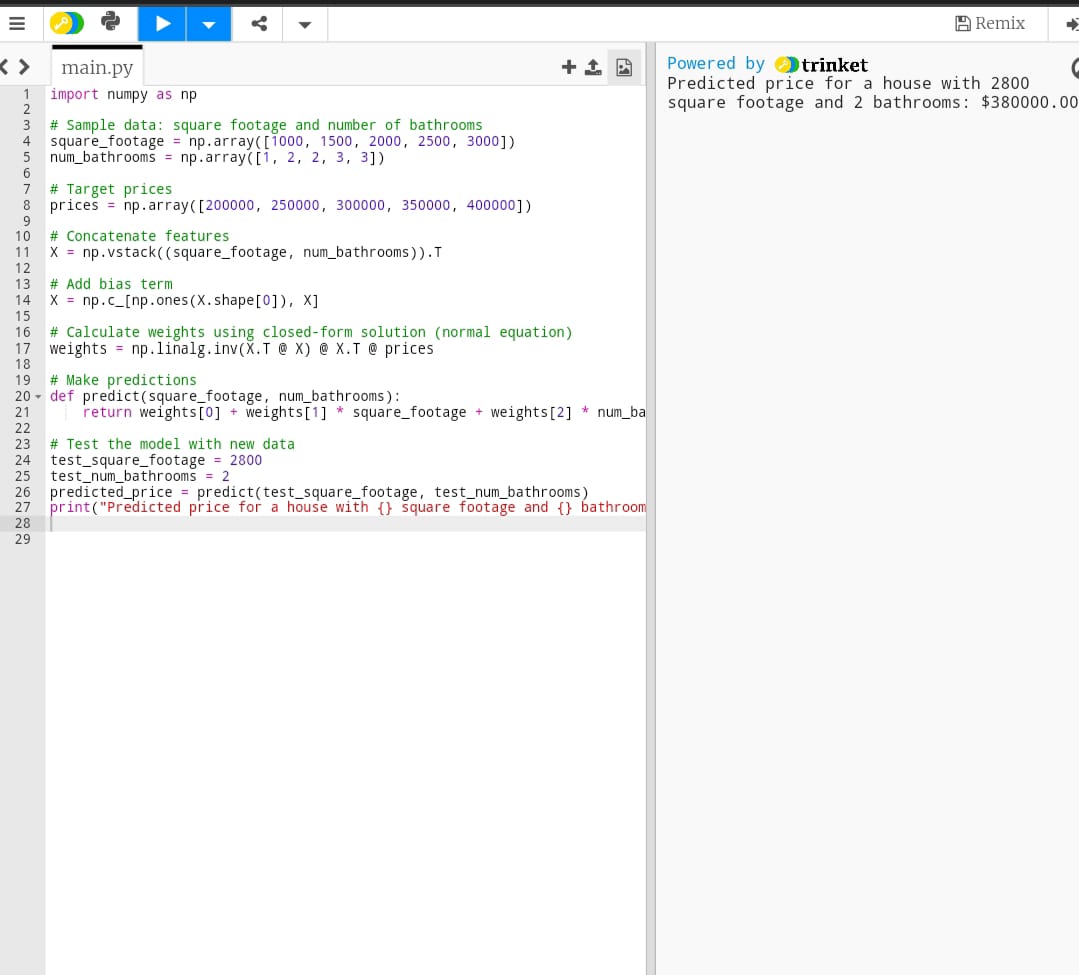 Remix
main.py
1 import numpy as np
2
3 # Sample data: square footage and number of bathrooms
4 square_footage = np.array([1000, 1500, 2000, 2500, 3000])
5 num_bathrooms = np.array([1, 2, 2, 3, 3])
6
7 # Target prices
8 prices = np.array([200000, 250000, 300000, 350000, 400000])
9
10 # Concatenate features
11 X = np.vstack((square_footage, num_bathrooms)).T
12
13 # Add bias term
14 X = np.c_[np.ones(X.shape[0]), X]
15
16 # Calculate weights using closed-form solution (normal equation)
17 weights = np.linalg.inv(X.T @ X) @ X.T @ prices
18
19 # Make predictions
20 def predict(square_footage, num_bathrooms):
21     return weights[0] + weights[1] * square_footage + weights[2] * num_ba
22
23 # Test the model with new data
24 test_square_footage = 2800
25 test_num_bathrooms = 2
26 predicted_price = predict(test_square_footage, test_num_bathrooms)
27 print("Predicted price for a house with {} square footage and {} bathroom
28
29
Powered by trinket
Predicted price for a house with 2800
square footage and 2 bathrooms: $380000.00